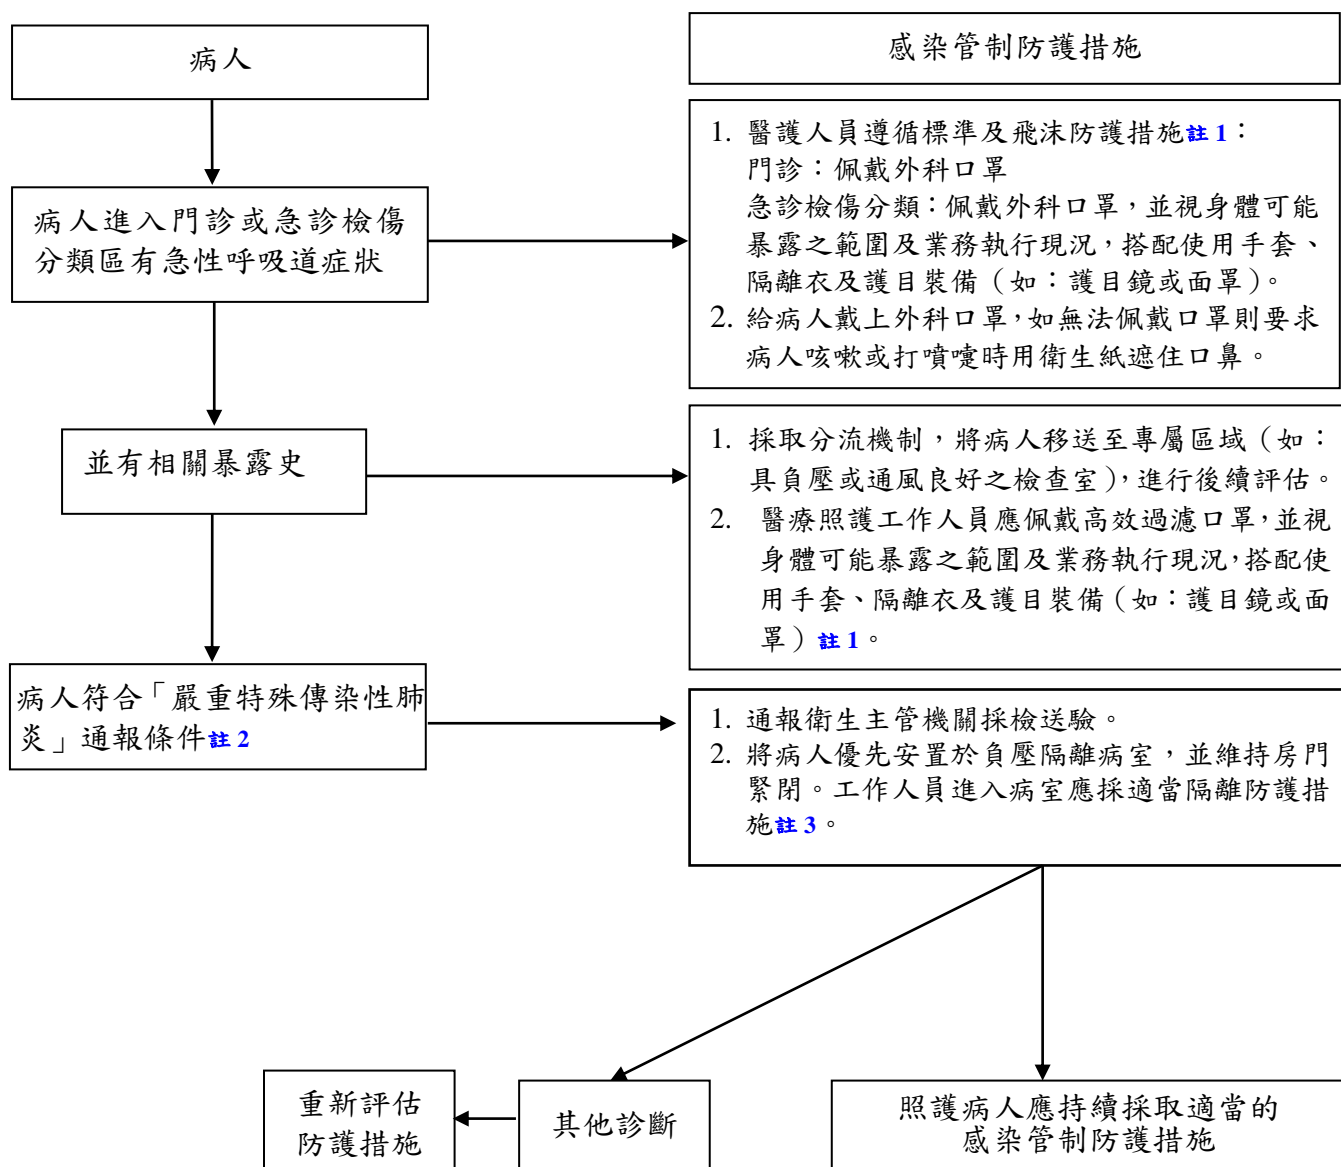 病人
感染管制防護措施
病人進入門診或急診檢傷
分類區有急性呼吸道症狀
1. 醫護人員遵循標準及飛沫防護措施註 1：
門診：佩戴外科口罩
急診檢傷分類：佩戴外科口罩，並視身體可能
暴露之範圍及業務執行現況，搭配使用手套、
隔離衣及護目裝備（如：護目鏡或面罩）。
2. 給病人戴上外科口罩，如無法佩戴口罩則要求
病人咳嗽或打噴嚏時用衛生紙遮住口鼻。
並有相關暴露史
1. 採取分流機制，將病人移送至專屬區域（如：
具負壓或通風良好之檢查室），進行後續評估。
2. 醫療照護工作人員應佩戴高效過濾口罩，並視
身體可能暴露之範圍及業務執行現況，搭配使
用手套、隔離衣及護目裝備（如：護目鏡或面
罩）註 1。
病人符合「嚴重特殊傳染性肺
炎」通報條件註 2
1. 通報衛生主管機關採檢送驗。
2. 將病人優先安置於負壓隔離病室，並維持房門
緊閉。工作人員進入病室應採適當隔離防護措
施註 3。
重新評估
防護措施
其他診斷
照護病人應持續採取適當的
感染管制防護措施